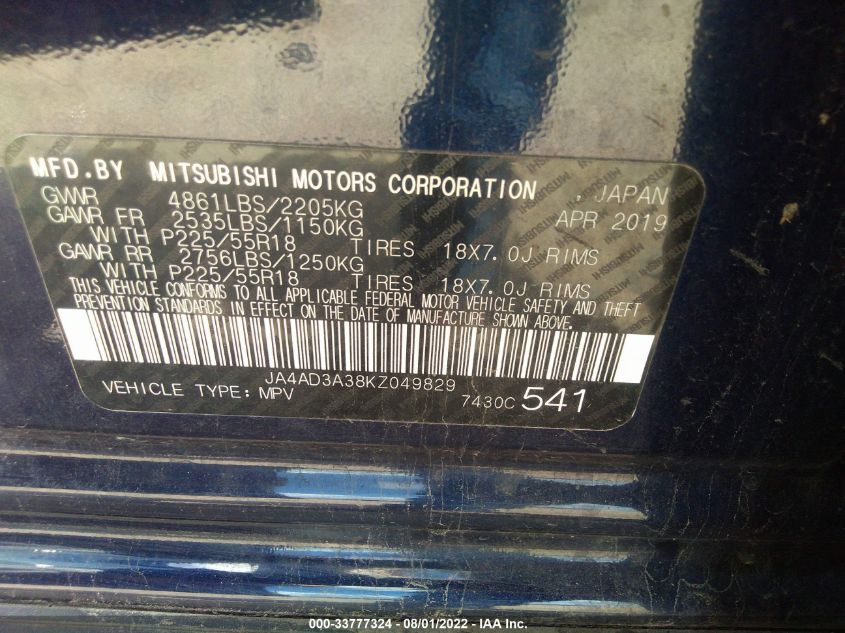 MFD.BY MITSUBISHI MOTORS CORPORATION , JAPAN
GVWR 4861LBS/2205KG APR 2019
GAWR FR 2535LBS/1150KG
WITH P225/55R18 TIRES 18X7.0J RIMS
GAWR RR 2756LBS/1250KG
WITH P225/55R18 TIRES 18X7.0J RIMS
THIS VEHICLE CONFORMS TO ALL APPLICABLE FEDERAL MOTOR VEHICLE SAFETY AND THEFT
PREVENTION STANDARDS IN EFFECT ON THE DATE OF MANUFACTURE SHOWN ABOVE.
JA4AD3A38KZ049829
VEHICLE TYPE: MPV 7430C 541
000-33777324 - 08/01/2022 - IAA Inc.